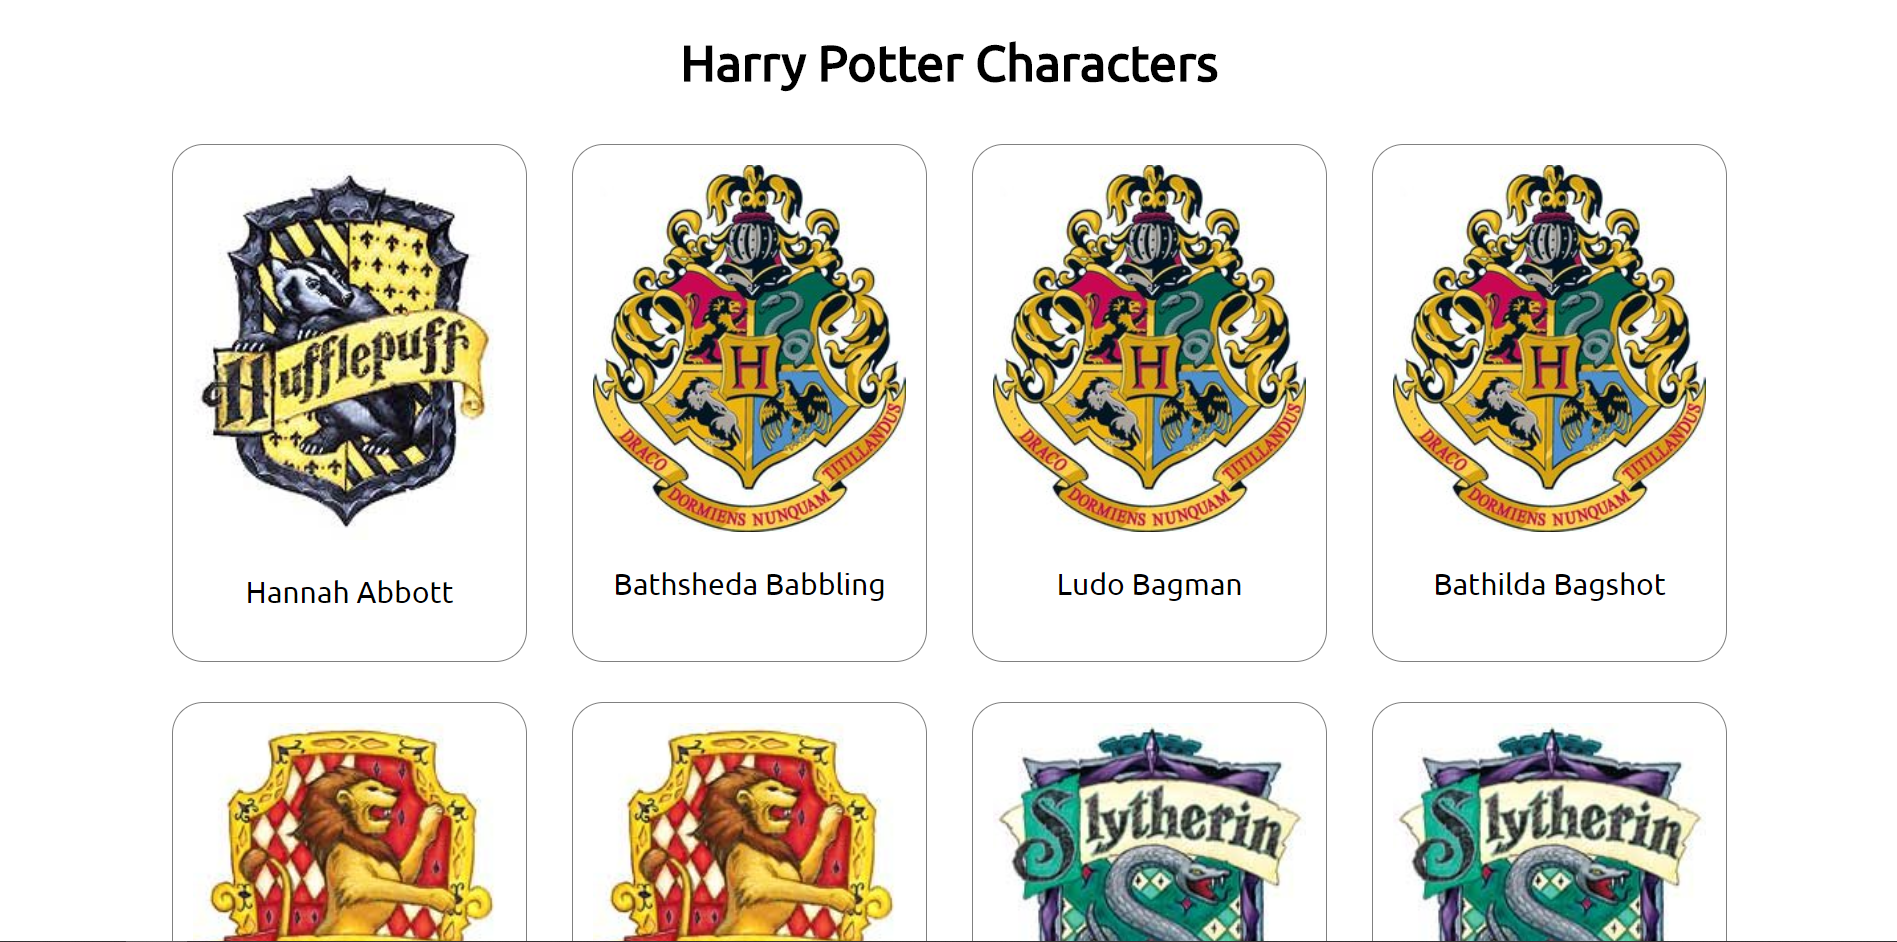 Harry Potter Characters
Hufflepuff
H
DRACO DORMIENS NUNQUAM TITILLANDUS
H
DRACO DORMIENS NUNQUAM TITILLANDUS
H
DRACO DORMIENS NUNQUAM TITILLANDUS
Hannah Abbott
Bathsheda Babbling
Ludo Bagman
Bathilda Bagshot
Slytherin
Slytherin